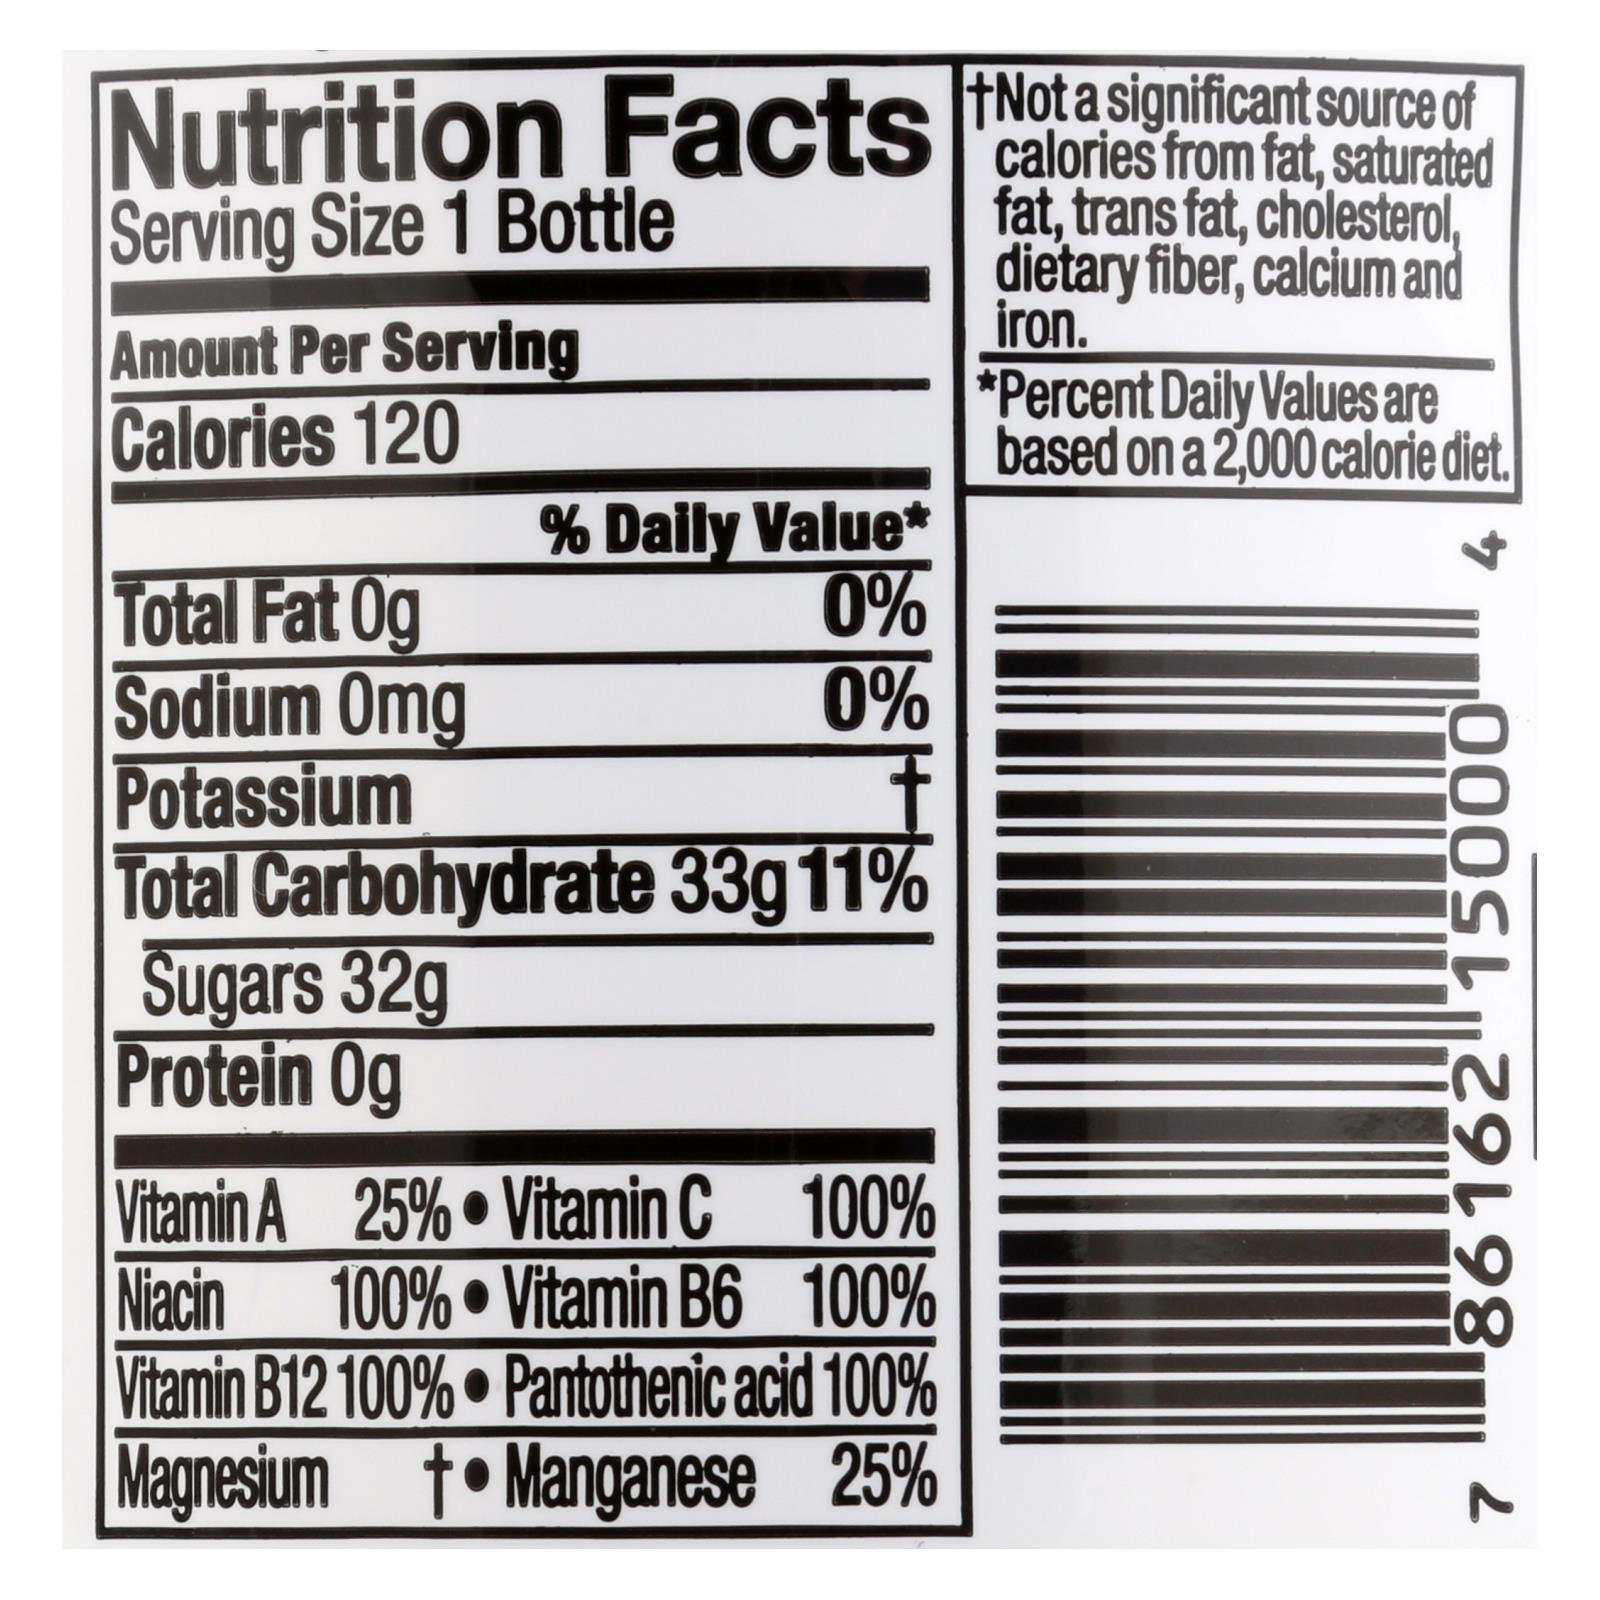 Nutrition Facts
Serving Size 1 Bottle
Amount Per Serving
Calories 120
% Daily Value*
Total Fat 0g 0%
Sodium 0mg 0%
Potassium †
Total Carbohydrate 33g 11%
Sugars 32g
Protein 0g
Vitamin A 25% • Vitamin C 100%
Niacin 100% • Vitamin B6 100%
Vitamin B12 100% • Pantothenic acid 100%
Magnesium † • Manganese 25%
†Not a significant source of
calories from fat, saturated
fat, trans fat, cholesterol,
dietary fiber, calcium and
iron.
*Percent Daily Values are
based on a 2,000 calorie diet.
7 86162 15000 4